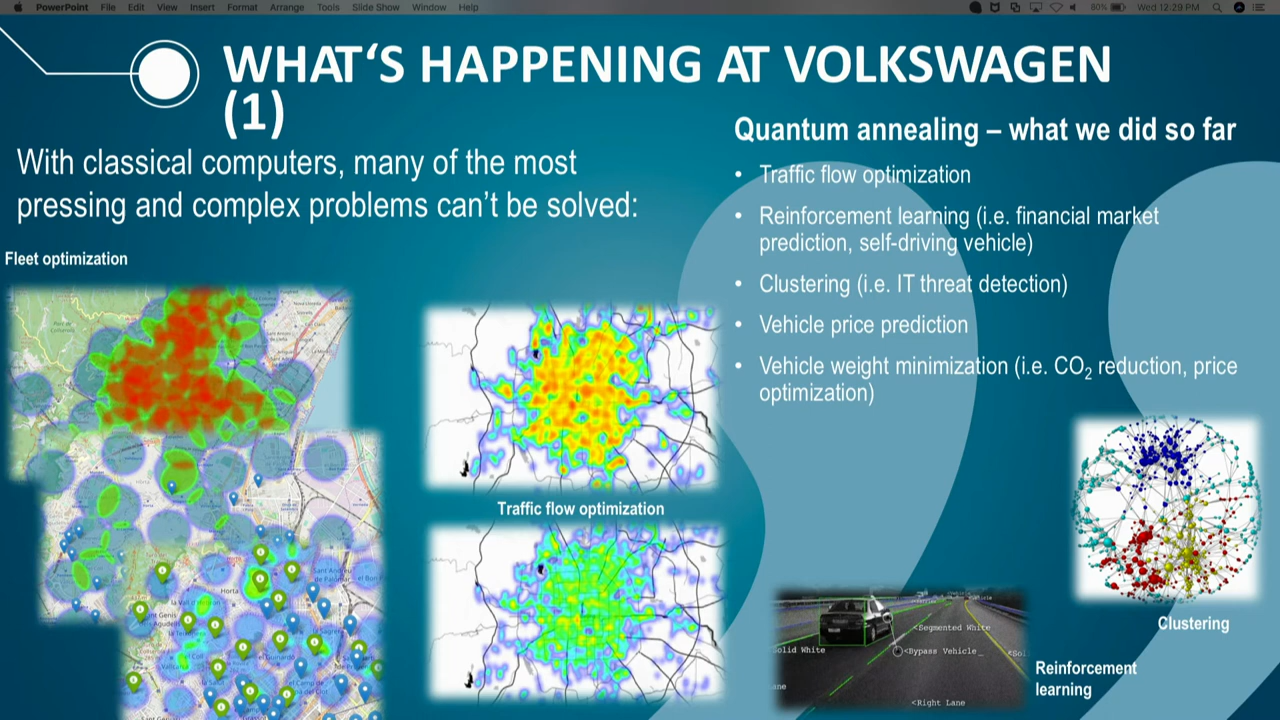 PowerPoint File Edit View Insert Format Arrange Tools Slide Show Window Help
80% Wed 12:29 PM
WHAT‘S HAPPENING AT VOLKSWAGEN
(1)
With classical computers, many of the most
pressing and complex problems can’t be solved:
Fleet optimization
Traffic flow optimization
Quantum annealing – what we did so far
• Traffic flow optimization
• Reinforcement learning (i.e. financial market
prediction, self-driving vehicle)
• Clustering (i.e. IT threat detection)
• Vehicle price prediction
• Vehicle weight minimization (i.e. CO₂ reduction, price
optimization)
Clustering
<Segmented White
Solid White
<Bypass Vehicle_
<Right Lane
Reinforcement
learning
Horta